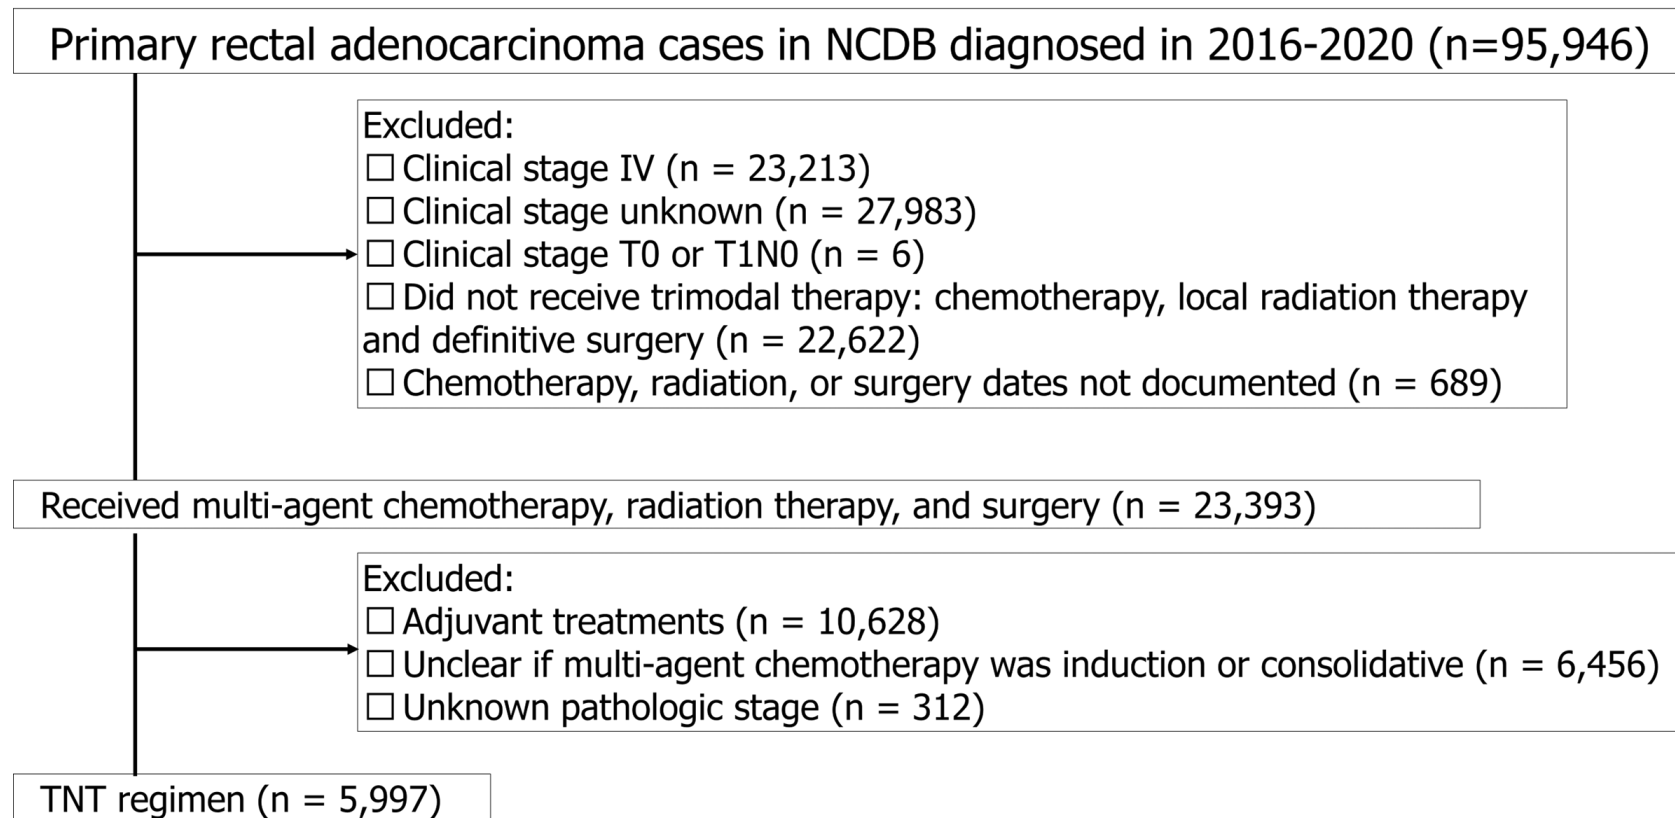 Primary rectal adenocarcinoma cases in NCDB diagnosed in 2016-2020 (n=95,946)
Excluded:
☐ Clinical stage IV (n = 23,213)
☐ Clinical stage unknown (n = 27,983)
☐ Clinical stage T0 or T1N0 (n = 6)
☐ Did not receive trimodal therapy: chemotherapy, local radiation therapy
and definitive surgery (n = 22,622)
☐ Chemotherapy, radiation, or surgery dates not documented (n = 689)
Received multi-agent chemotherapy, radiation therapy, and surgery (n = 23,393)
Excluded:
☐ Adjuvant treatments (n = 10,628)
☐ Unclear if multi-agent chemotherapy was induction or consolidative (n = 6,456)
☐ Unknown pathologic stage (n = 312)
TNT regimen (n = 5,997)